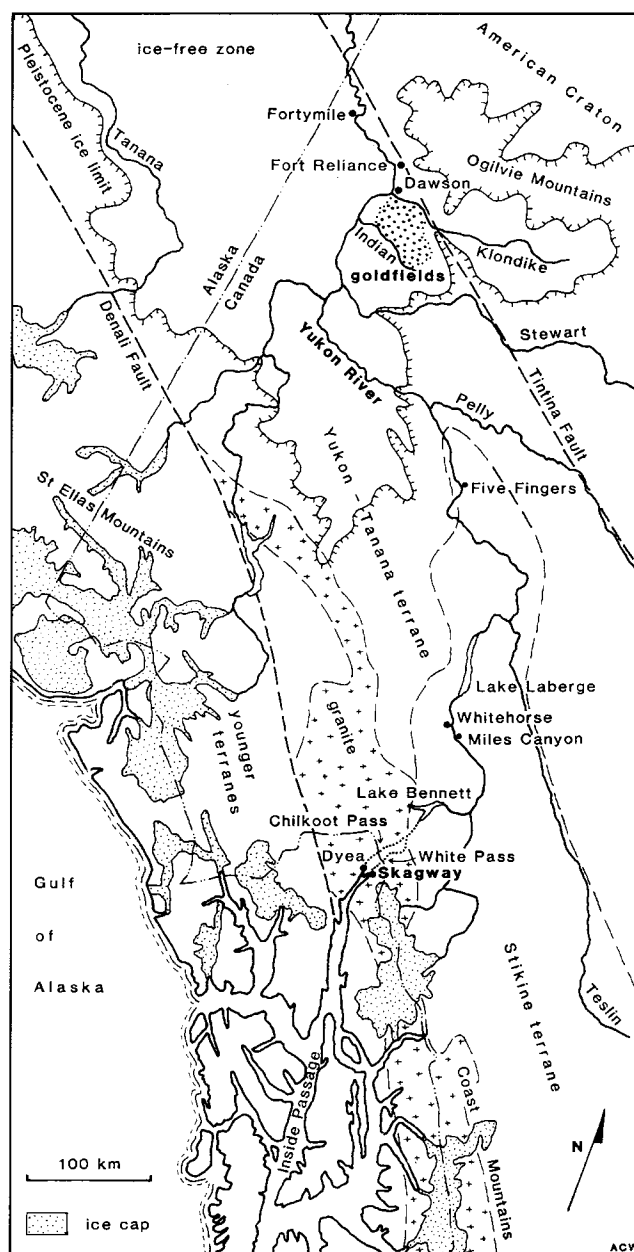 ice-free zone
American Craton
Pleistocene ice limit
Tanana
Fortymile
Fort Reliance
Ogilvie Mountains
Dawson
Indian
Klondike
goldfields
Alaska
Canada
Denali Fault
Stewart
Yukon River
Tintina Fault
Pelly
Yukon - Tanana terrane
Five Fingers
St Elias Mountains
Lake Laberge
Whitehorse
Miles Canyon
younger terranes
granite
Lake Bennett
Chilkoot Pass
Dyea
White Pass
Skagway
Gulf
of
Alaska
Stikine terrane
Teslin
Inside Passage
Coast Mountains
N
100 km
ice cap
ACW